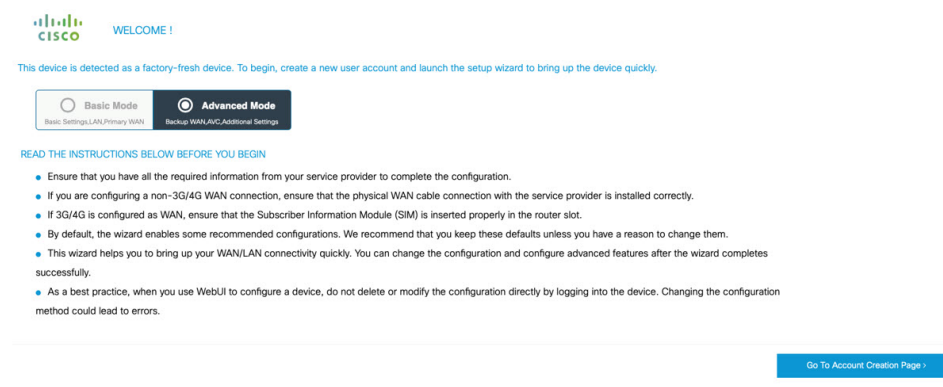 CISCO
WELCOME !
This device is detected as a factory-fresh device. To begin, create a new user account and launch the setup wizard to bring up the device quickly.
Basic Mode
Basic Settings,LAN,Primary WAN
Advanced Mode
Backup WAN,AVC,Additional Settings
READ THE INSTRUCTIONS BELOW BEFORE YOU BEGIN
● Ensure that you have all the required information from your service provider to complete the configuration.
● If you are configuring a non-3G/4G WAN connection, ensure that the physical WAN cable connection with the service provider is installed correctly.
● If 3G/4G is configured as WAN, ensure that the Subscriber Information Module (SIM) is inserted properly in the router slot.
● By default, the wizard enables some recommended configurations. We recommend that you keep these defaults unless you have a reason to change them.
● This wizard helps you to bring up your WAN/LAN connectivity quickly. You can change the configuration and configure advanced features after the wizard completes
successfully.
● As a best practice, when you use WebUI to configure a device, do not delete or modify the configuration directly by logging into the device. Changing the configuration
method could lead to errors.
Go To Account Creation Page ›